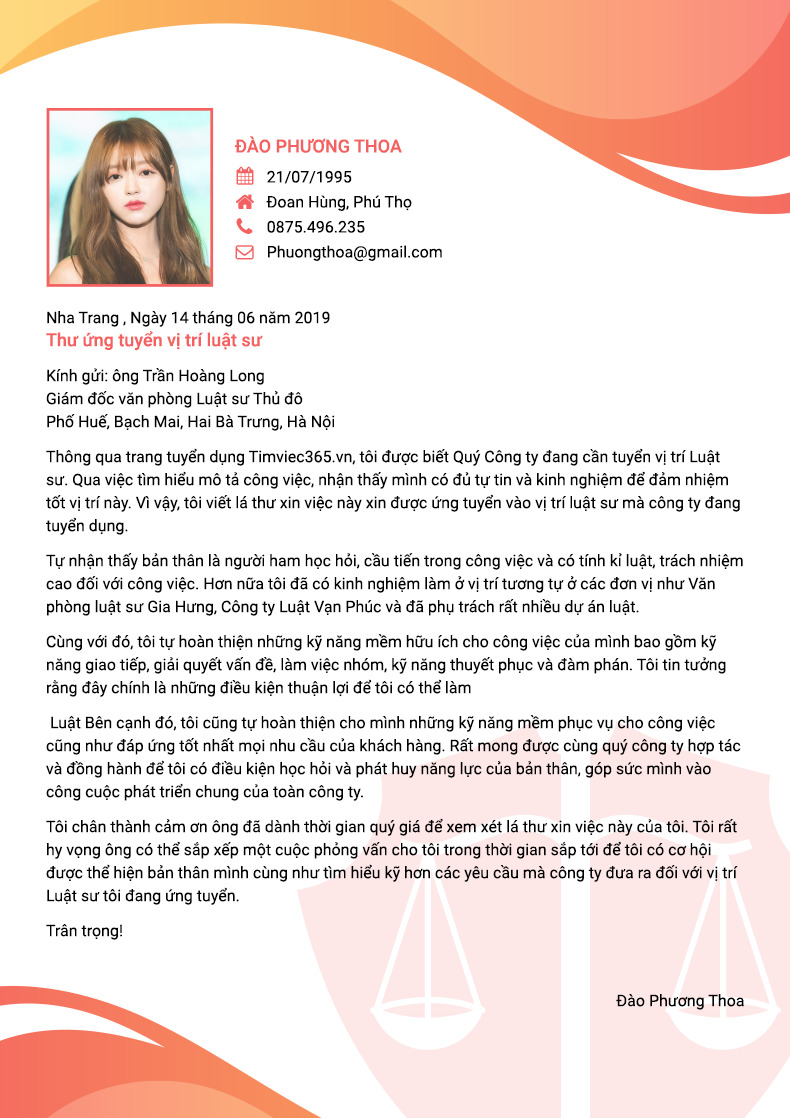 ĐÀO PHƯƠNG THOA
21/07/1995
Đoan Hùng, Phú Thọ
0875.496.235
Phuongthoa@gmail.com
Nha Trang , Ngày 14 tháng 06 năm 2019
Thư ứng tuyển vị trí luật sư
Kính gửi: ông Trần Hoàng Long
Giám đốc văn phòng Luật sư Thủ đô
Phố Huế, Bạch Mai, Hai Bà Trưng, Hà Nội
Thông qua trang tuyển dụng Timviec365.vn, tôi được biết Quý Công ty đang cần tuyển vị trí Luật
sư. Qua việc tìm hiểu mô tả công việc, nhận thấy mình có đủ tự tin và kinh nghiệm để đảm nhiệm
tốt vị trí này. Vì vậy, tôi viết lá thư xin việc này xin được ứng tuyển vào vị trí luật sư mà công ty đang
tuyển dụng.
Tự nhận thấy bản thân là người ham học hỏi, cầu tiến trong công việc và có tính kỉ luật, trách nhiệm
cao đối với công việc. Hơn nữa tôi đã có kinh nghiệm làm ở vị trí tương tự ở các đơn vị như Văn
phòng luật sư Gia Hưng, Công ty Luật Vạn Phúc và đã phụ trách rất nhiều dự án luật.
Cùng với đó, tôi tự hoàn thiện những kỹ năng mềm hữu ích cho công việc của mình bao gồm kỹ
năng giao tiếp, giải quyết vấn đề, làm việc nhóm, kỹ năng thuyết phục và đàm phán. Tôi tin tưởng
rằng đây chính là những điều kiện thuận lợi để tôi có thể làm
Luật Bên cạnh đó, tôi cũng tự hoàn thiện cho mình những kỹ năng mềm phục vụ cho công việc
cũng như đáp ứng tốt nhất mọi nhu cầu của khách hàng. Rất mong được cùng quý công ty hợp tác
và đồng hành để tôi có điều kiện học hỏi và phát huy năng lực của bản thân, góp sức mình vào
công cuộc phát triển chung của toàn công ty.
Tôi chân thành cảm ơn ông đã dành thời gian quý giá để xem xét lá thư xin việc này của tôi. Tôi rất
hy vọng ông có thể sắp xếp một cuộc phỏng vấn cho tôi trong thời gian sắp tới để tôi có cơ hội
được thể hiện bản thân mình cùng như tìm hiểu kỹ hơn các yêu cầu mà công ty đưa ra đối với vị trí
Luật sư tôi đang ứng tuyển.
Trân trọng!
Đào Phương Thoa